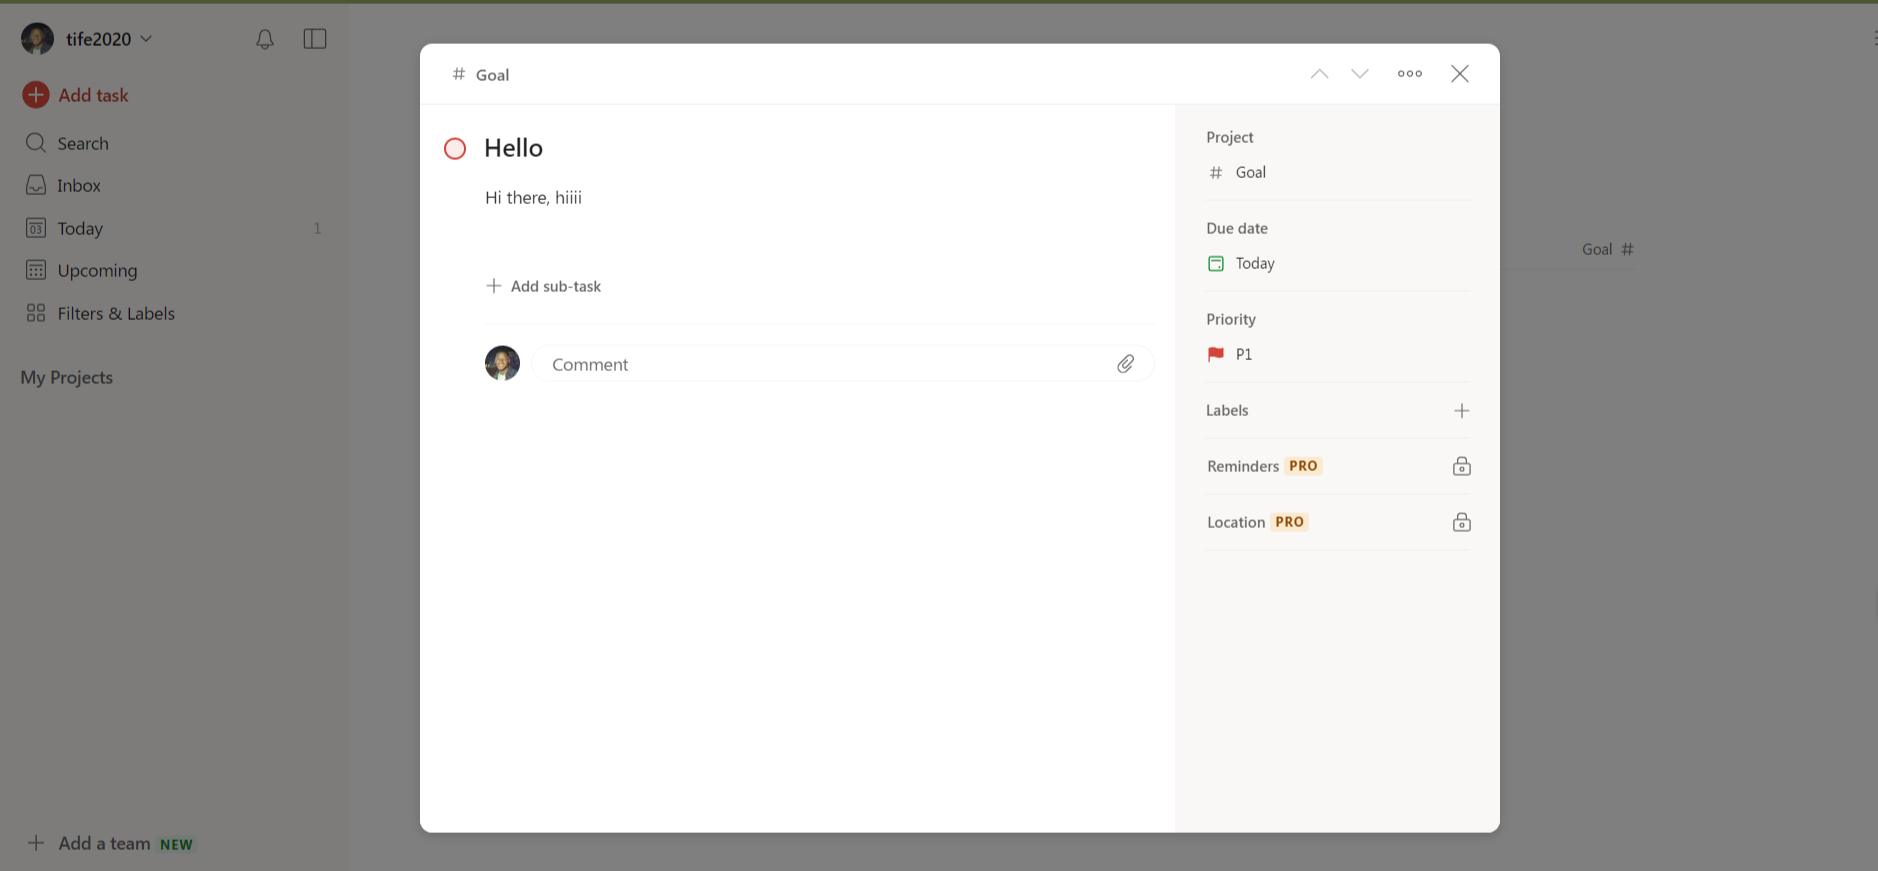 tife2020
Add task
Search
Inbox
03 Today 1
Upcoming
Filters & Labels
My Projects
Add a team NEW
# Goal
Hello
Hi there, hiiii
Add sub-task
Comment
Project
# Goal
Due date
Today
Priority
P1
Labels
Reminders PRO
Location PRO
Goal #